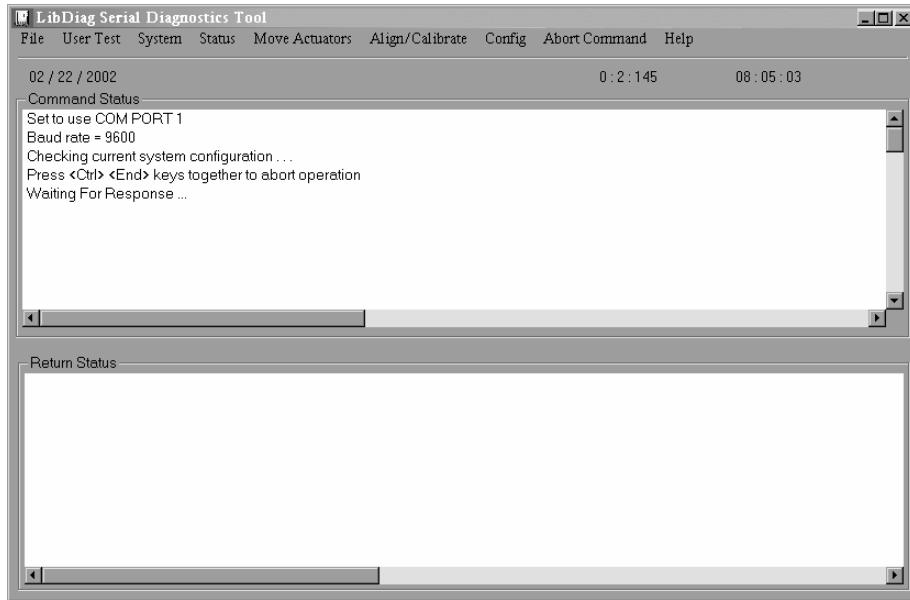 LibDiag Serial Diagnostics Tool
File User Test System Status Move Actuators Align/Calibrate Config Abort Command Help
02 / 22 / 2002 0 : 2 : 145 08 : 05 : 03
Command Status
Set to use COM PORT 1
Baud rate = 9600
Checking current system configuration . . .
Press <Ctrl> <End> keys together to abort operation
Waiting For Response ...
Return Status